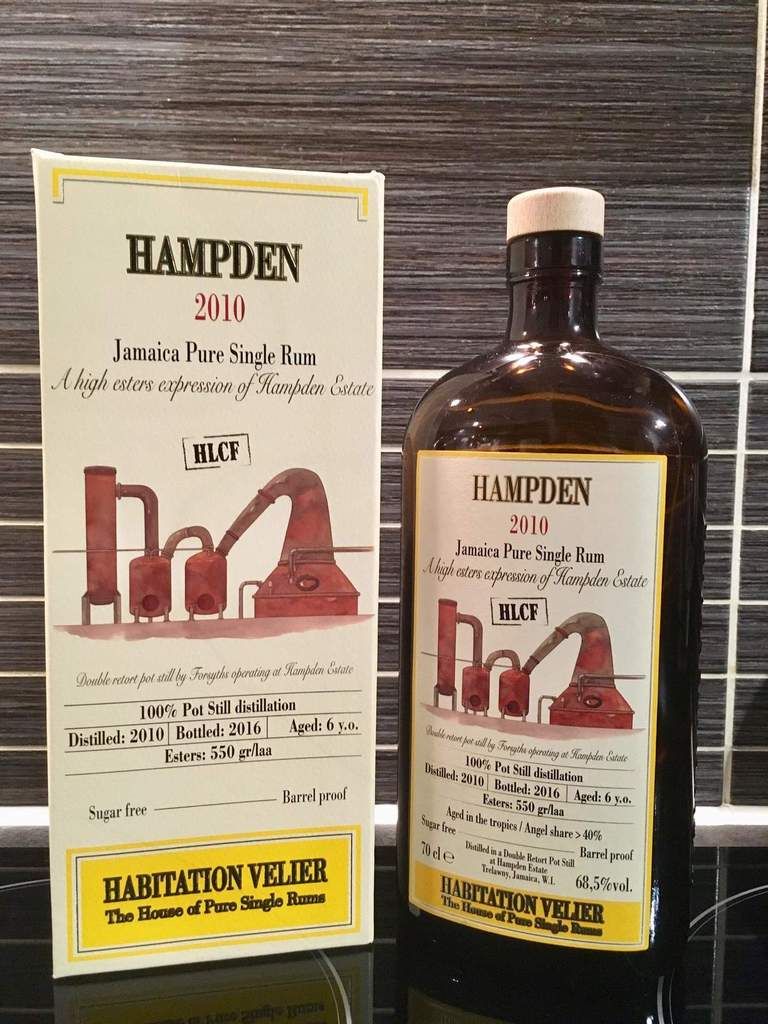 HAMPDEN
2010
Jamaica Pure Single Rum
A high esters expression of Hampden Estate
HLCF
Double retort pot still by Forsyths operating at Hampden Estate
100% Pot Still distillation
Distilled: 2010 | Bottled: 2016 | Aged: 6 y.o.
Esters: 550 gr/laa
Sugar free Barrel proof
HABITATION VELIER
The House of Pure Single Rums
HAMPDEN
2010
Jamaica Pure Single Rum
A high esters expression of Hampden Estate
HLCF
Double retort pot still by Forsyths operating at Hampden Estate
100% Pot Still distillation
Distilled: 2010 | Bottled: 2016 | Aged: 6 y.o.
Esters: 550 gr/laa
Aged in the tropics / Angel share > 40%
Sugar free Barrel proof
Distilled in a Double Retort Pot Still
at Hampden Estate
Trelawny, Jamaica, W.I.
70 cl e 68,5%vol.
HABITATION VELIER
The House of Pure Single Rums